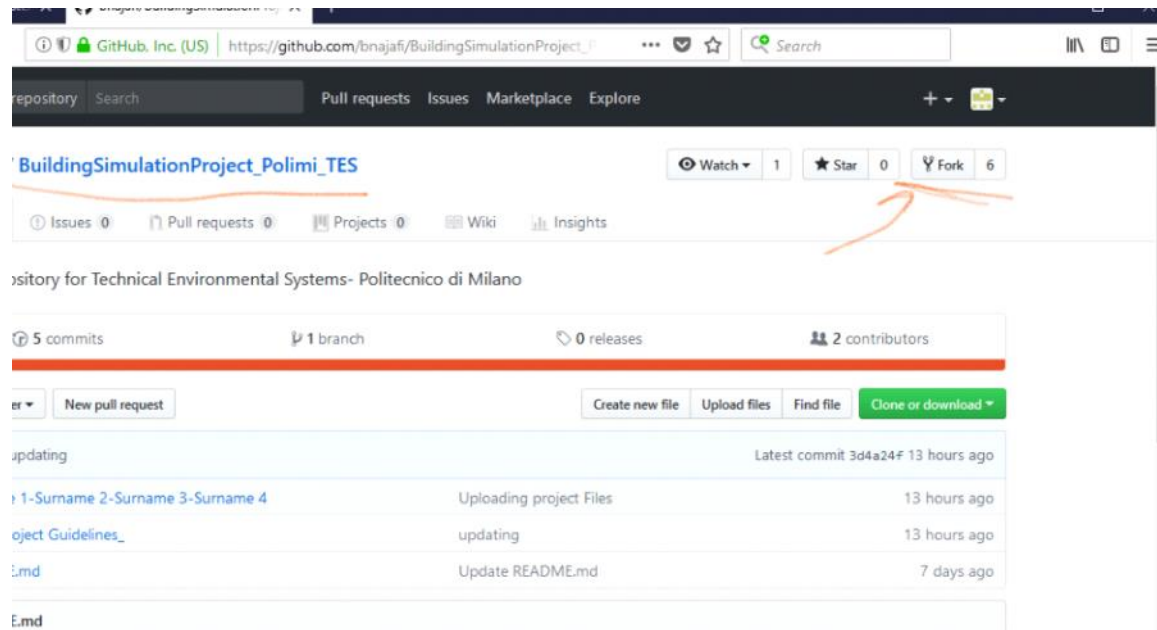 GitHub, Inc. (US) https://github.com/bnajafi/BuildingSimulationProject_ Search
repository Search Pull requests Issues Marketplace Explore
/ BuildingSimulationProject_Polimi_TES Watch 1 Star 0 Fork 6
Issues 0 Pull requests 0 Projects 0 Wiki Insights
ository for Technical Environmental Systems- Politecnico di Milano
5 commits 1 branch 0 releases 2 contributors
er New pull request Create new file Upload files Find file Clone or download
updating Latest commit 3d4a24f 13 hours ago
1-Surname 2-Surname 3-Surname 4 Uploading project Files 13 hours ago
oject Guidelines_ updating 13 hours ago
E.md Update README.md 7 days ago
E.md